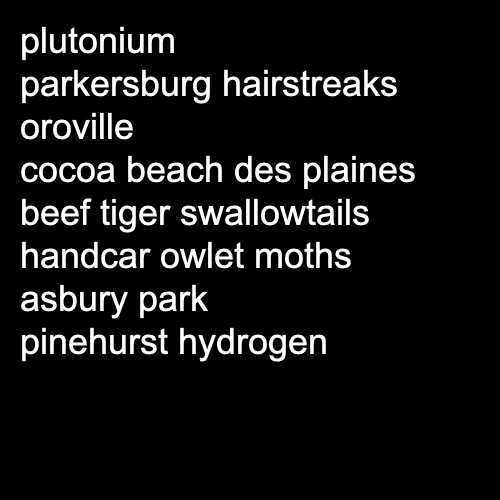 plutonium
parkersburg hairstreaks
oroville
cocoa beach des plaines
beef tiger swallowtails
handcar owlet moths
asbury park
pinehurst hydrogen